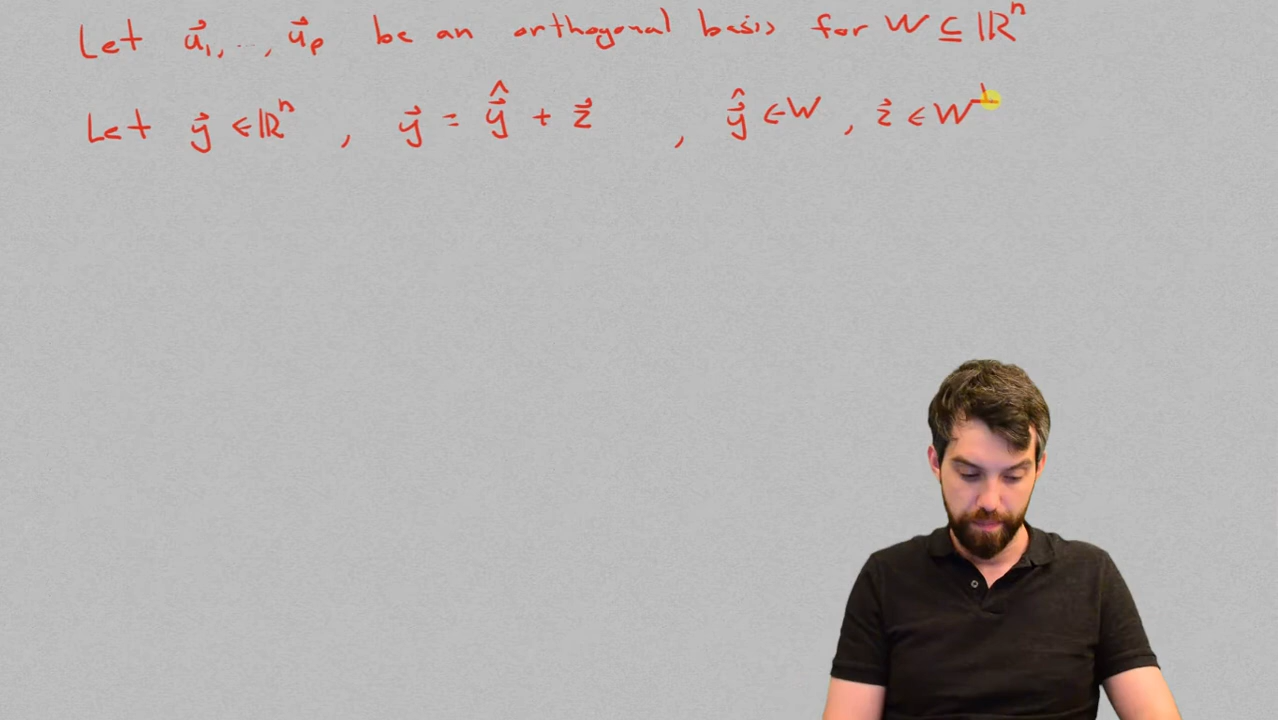 Let u⃗₁, ..., u⃗ₚ be an orthogonal basis for W ⊆ ℝⁿ
Let y⃗ ∈ ℝⁿ , y⃗ = ŷ⃗ + z⃗ , ŷ⃗ ∈ W , z⃗ ∈ W^⊥